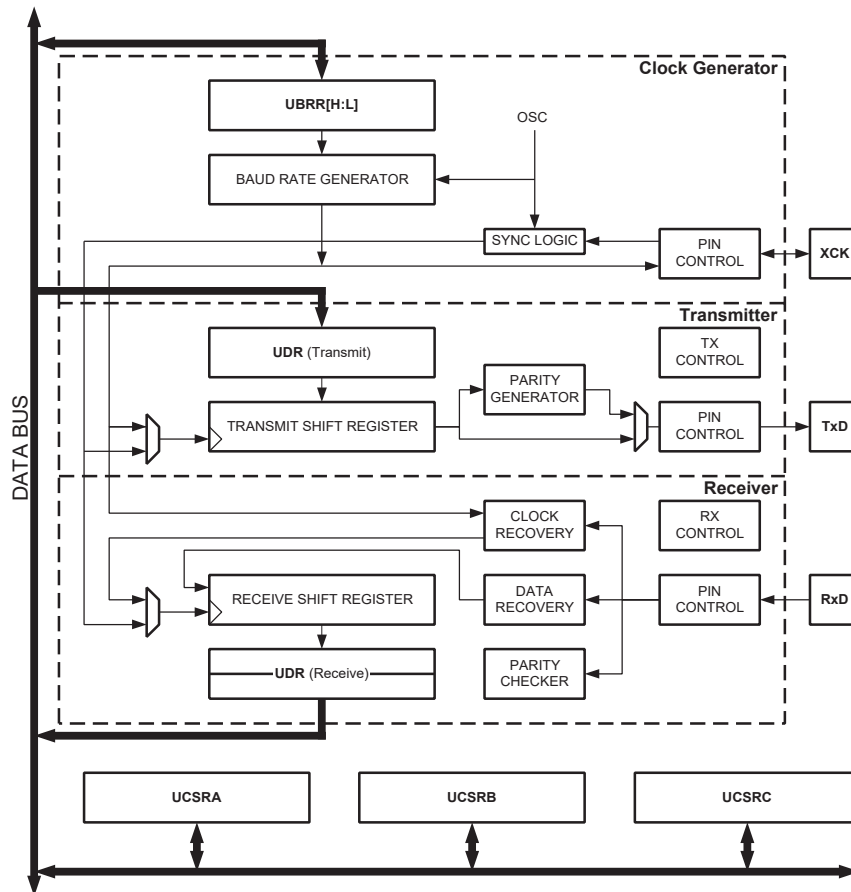 Clock Generator
UBRR[H:L]
OSC
BAUD RATE GENERATOR
SYNC LOGIC
PIN
CONTROL
XCK
Transmitter
UDR (Transmit)
TX
CONTROL
PARITY
GENERATOR
TRANSMIT SHIFT REGISTER
PIN
CONTROL
TxD
DATA BUS
Receiver
CLOCK
RECOVERY
RX
CONTROL
RECEIVE SHIFT REGISTER
DATA
RECOVERY
PIN
CONTROL
RxD
UDR (Receive)
PARITY
CHECKER
UCSRA
UCSRB
UCSRC